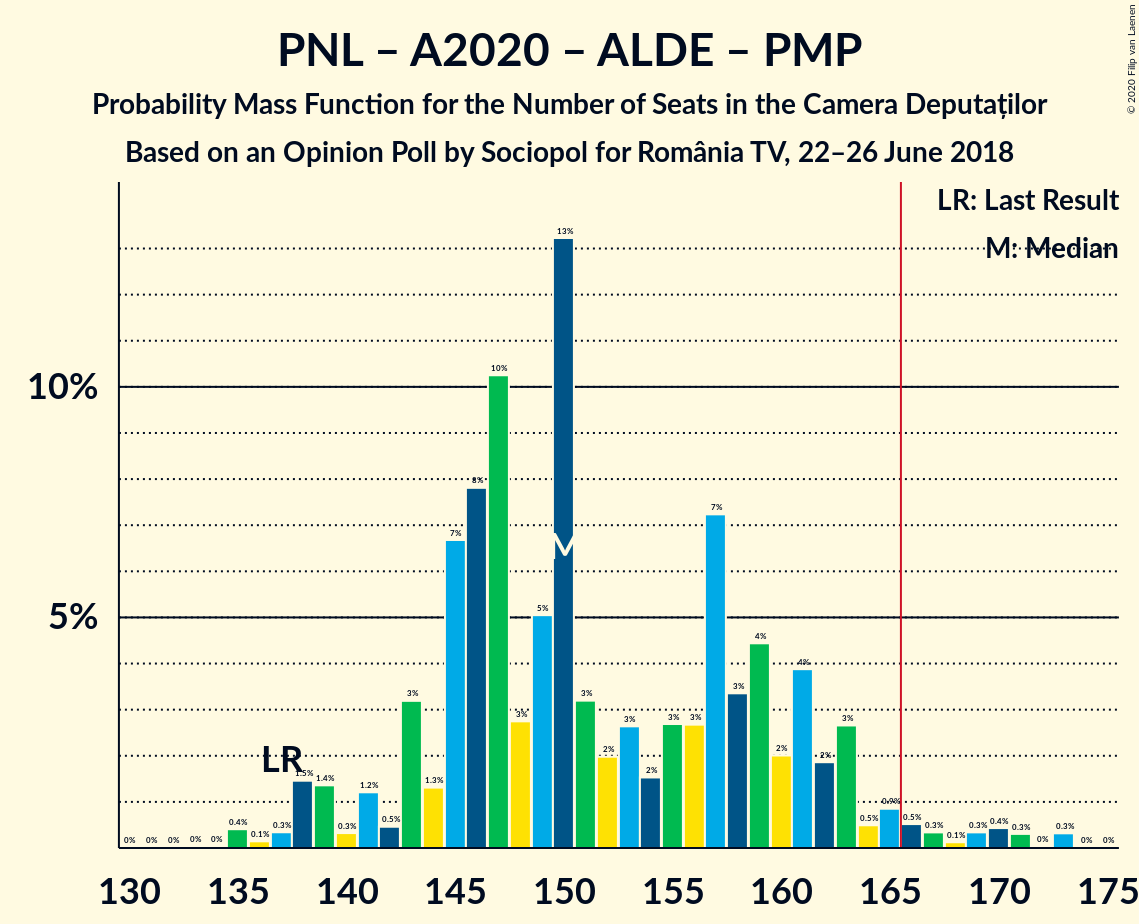 PNL – A2020 – ALDE – PMP
Probability Mass Function for the Number of Seats in the Camera Deputaților
Based on an Opinion Poll by Sociopol for România TV, 22–26 June 2018
© 2020 Filip van Laenen
LR: Last Result
M: Median
10%
5%
LR
M
0% 0% 0% 0% 0% 0.4% 0.1% 0.3% 1.5% 1.4% 0.3% 1.2% 0.5% 3% 1.3% 7% 8% 10% 3% 5% 13% 3% 2% 3% 2% 3% 3% 7% 3% 4% 2% 4% 2% 3% 0.5% 0.9% 0.5% 0.3% 0.1% 0.3% 0.4% 0.3% 0% 0.3% 0% 0%
130 135 140 145 150 155 160 165 170 175